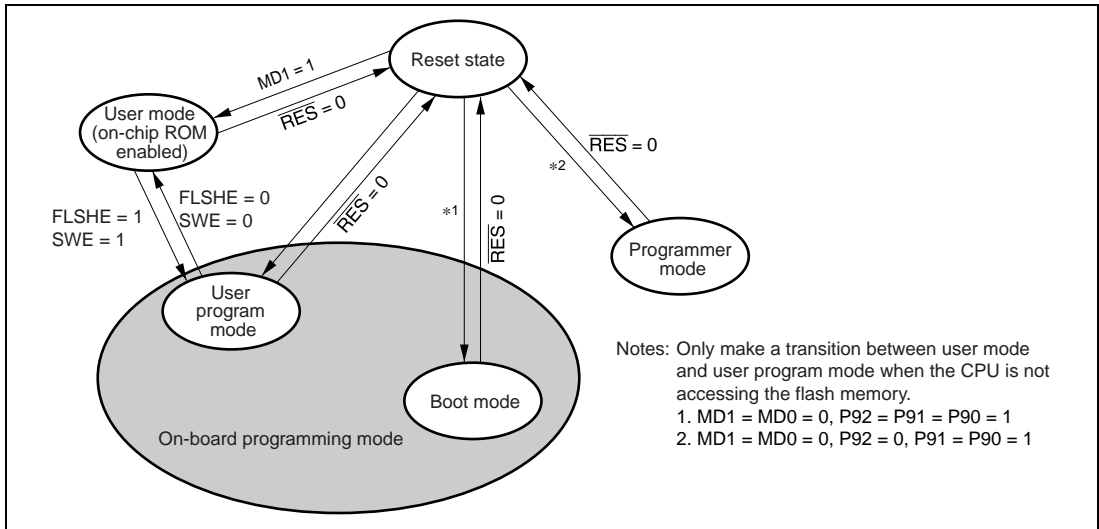 Reset state
MD1 = 1
RES = 0
User mode
(on-chip ROM
enabled)
FLSHE = 1
SWE = 1
FLSHE = 0
SWE = 0
RES = 0
*1
RES = 0
*2
RES = 0
Programmer
mode
User
program
mode
Boot mode
On-board programming mode
Notes: Only make a transition between user mode
and user program mode when the CPU is not
accessing the flash memory.
1. MD1 = MD0 = 0, P92 = P91 = P90 = 1
2. MD1 = MD0 = 0, P92 = 0, P91 = P90 = 1